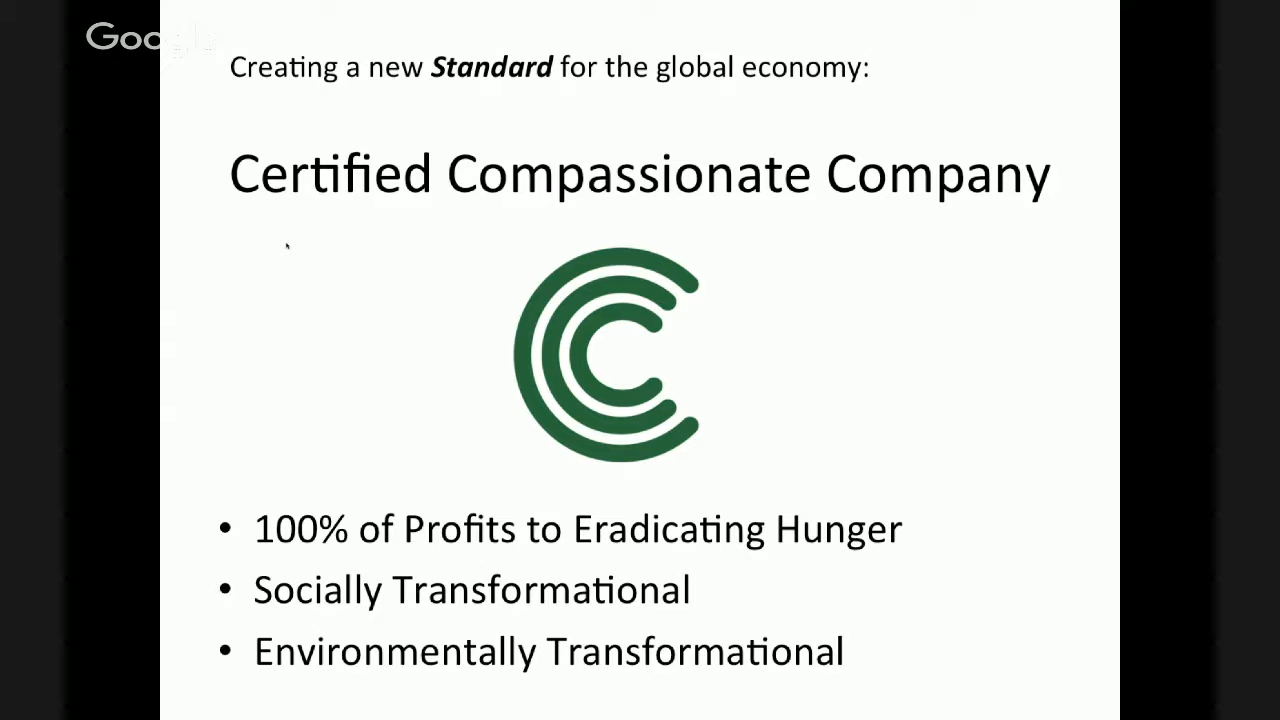 Google
Creating a new Standard for the global economy:
Certified Compassionate Company
• 100% of Profits to Eradicating Hunger
• Socially Transformational
• Environmentally Transformational